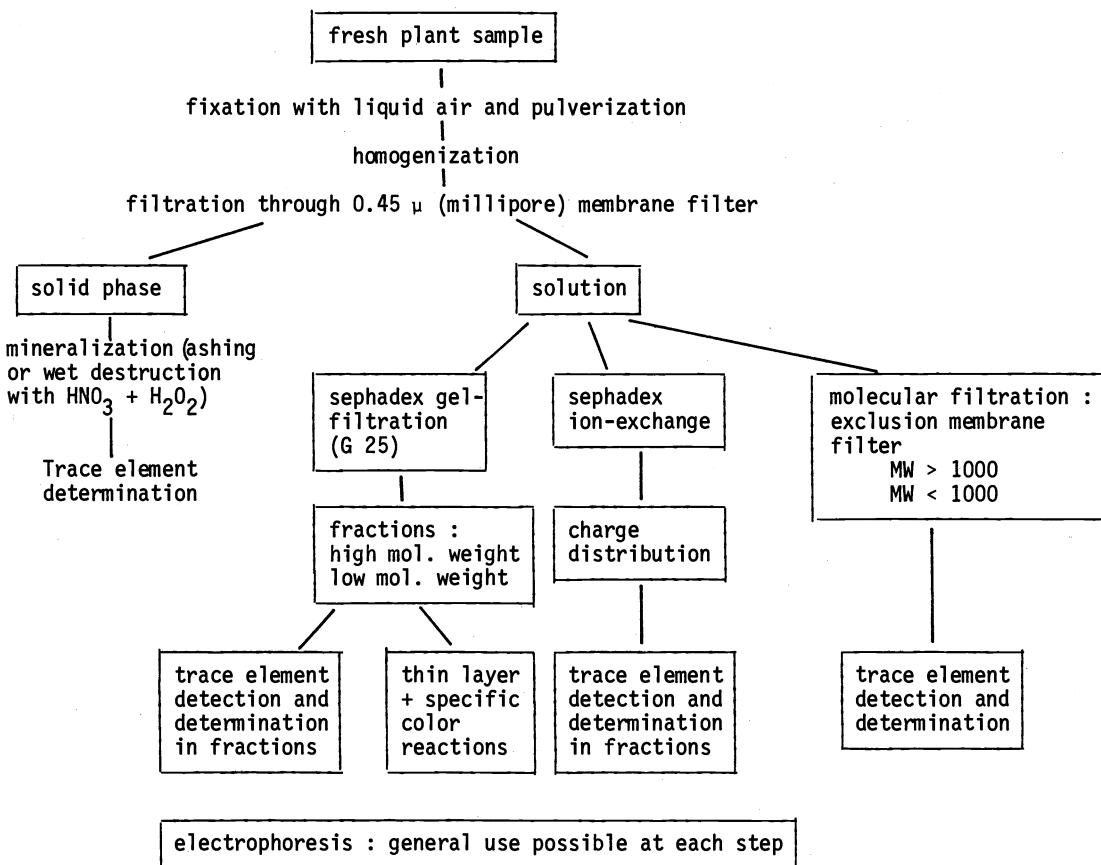 fresh plant sample
fixation with liquid air and pulverization
homogenization
filtration through 0.45 μ (millipore) membrane filter
solid phase
mineralization (ashing
or wet destruction
with HNO3 + H2O2)
Trace element
determination
solution
sephadex gel-
filtration
(G 25)
fractions :
high mol. weight
low mol. weight
trace element
detection and
determination
in fractions
thin layer
+ specific
color
reactions
sephadex
ion-exchange
charge
distribution
trace element
detection and
determination
in fractions
molecular filtration :
exclusion membrane
filter
MW > 1000
MW < 1000
trace element
detection and
determination
electrophoresis : general use possible at each step